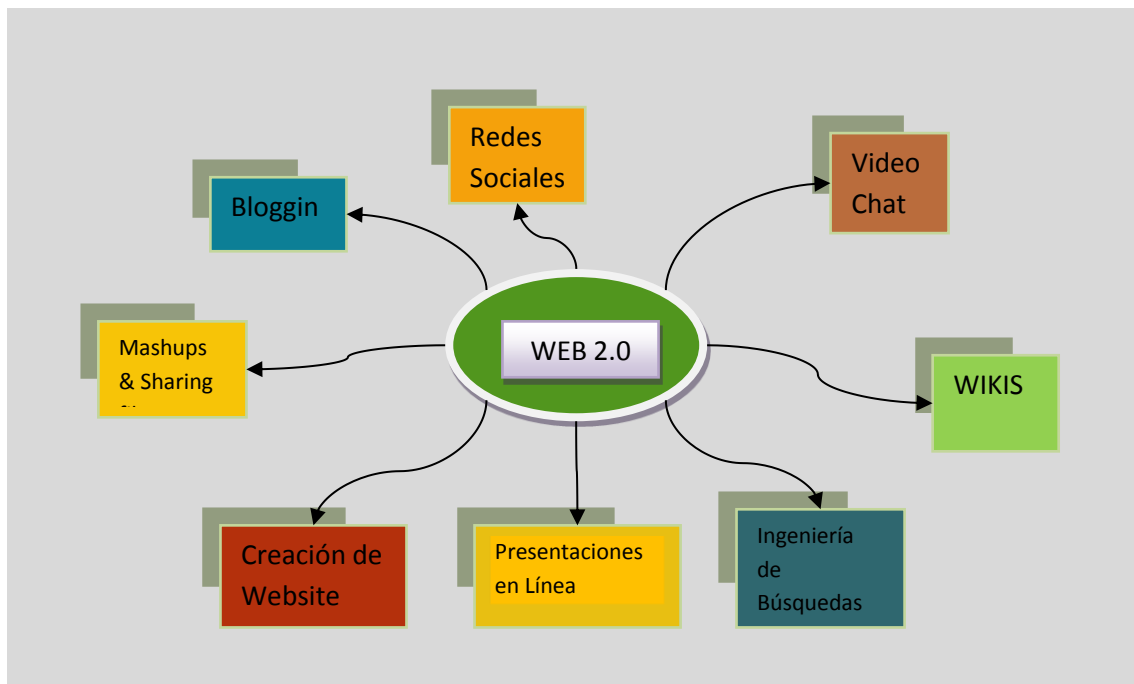 Redes
Sociales
Video
Chat
Bloggin
WEB 2.0
Mashups
& Sharing
WIKIS
Creación de
Website
Presentaciones
en Línea
Ingeniería
de
Búsquedas